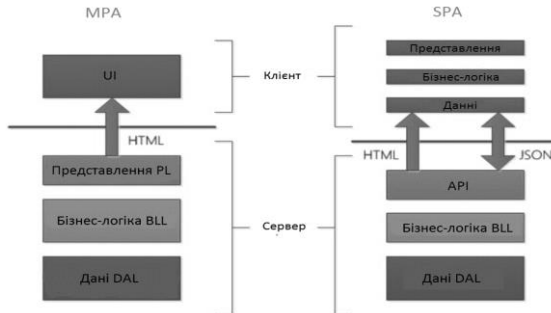 MPA
SPA
UI
Клієнт
Представлення
Бізнес-логіка
Данні
HTML
HTML
JSON
Представлення PL
API
Бізнес-логіка BLL
Сервер
Бізнес-логіка BLL
Дані DAL
Дані DAL